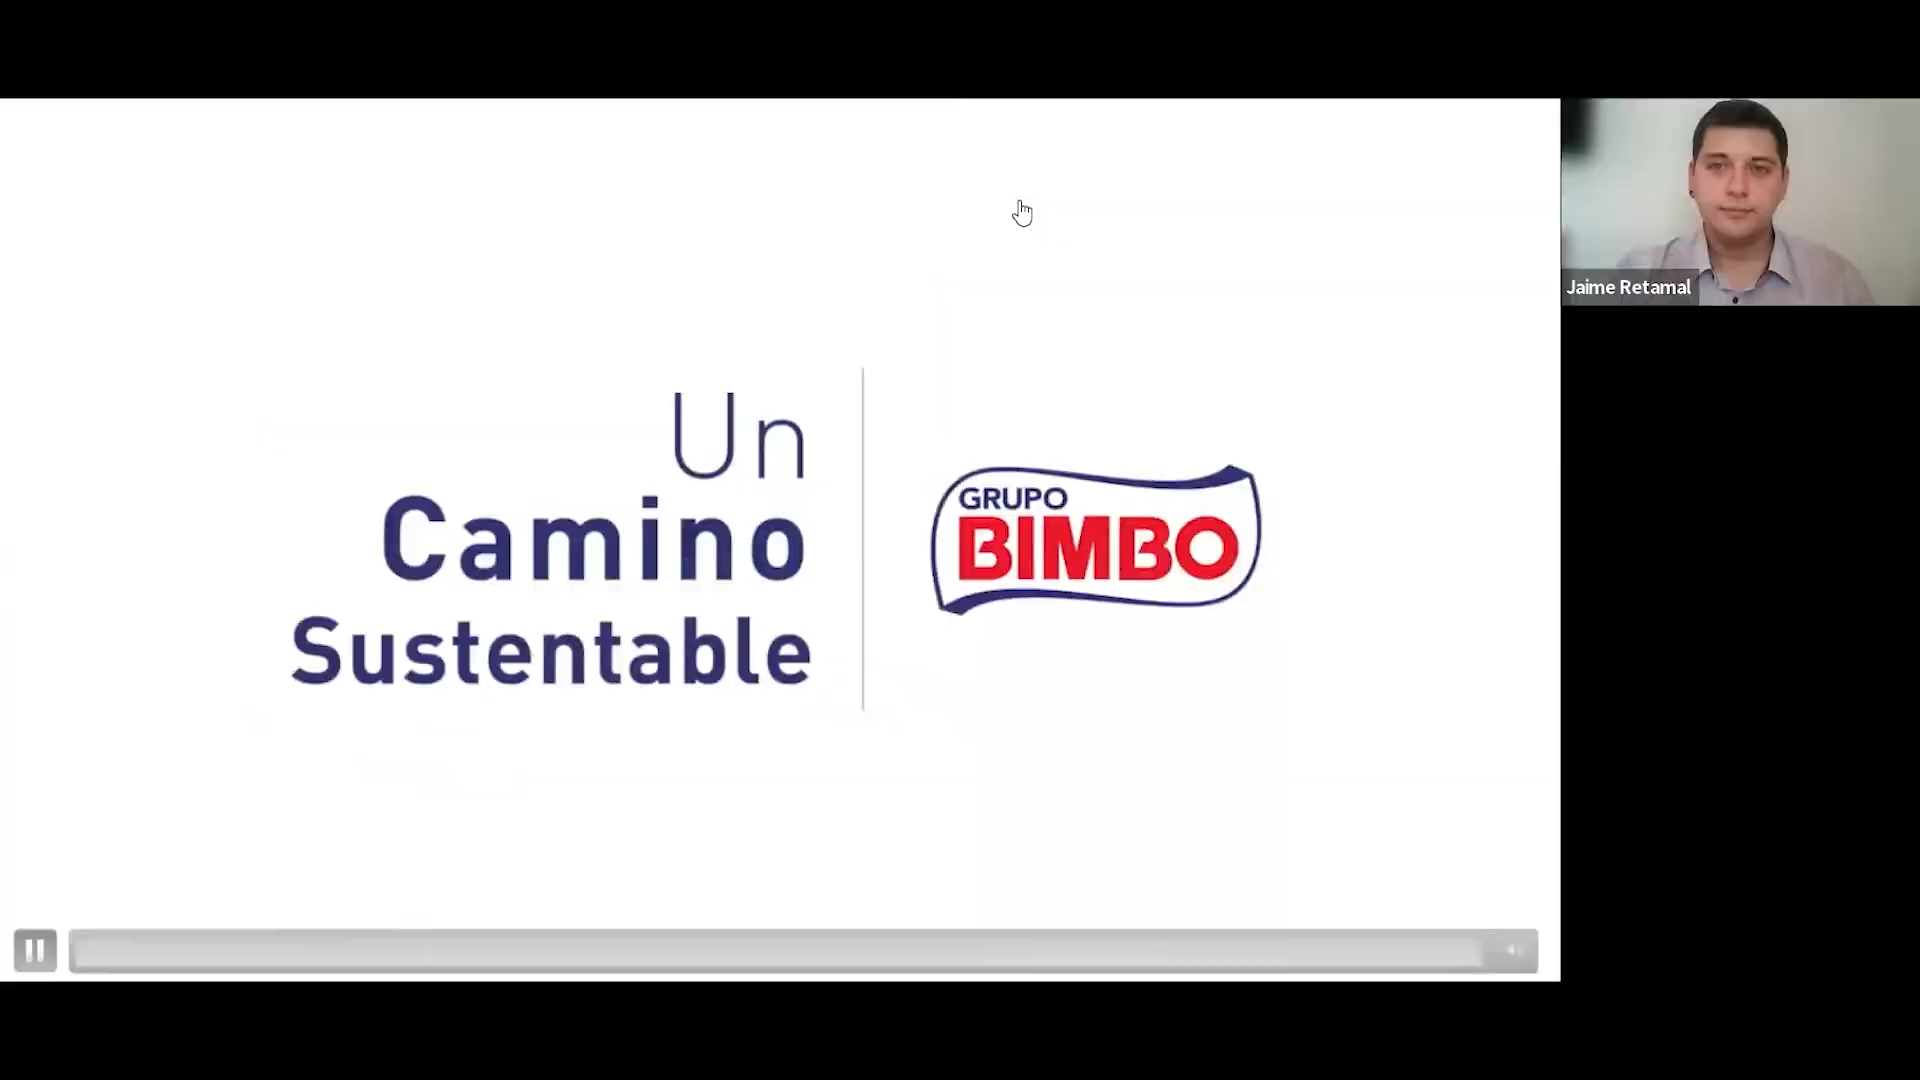 Un
Camino
Sustentable
GRUPO
BIMBO
Jaime Retamal